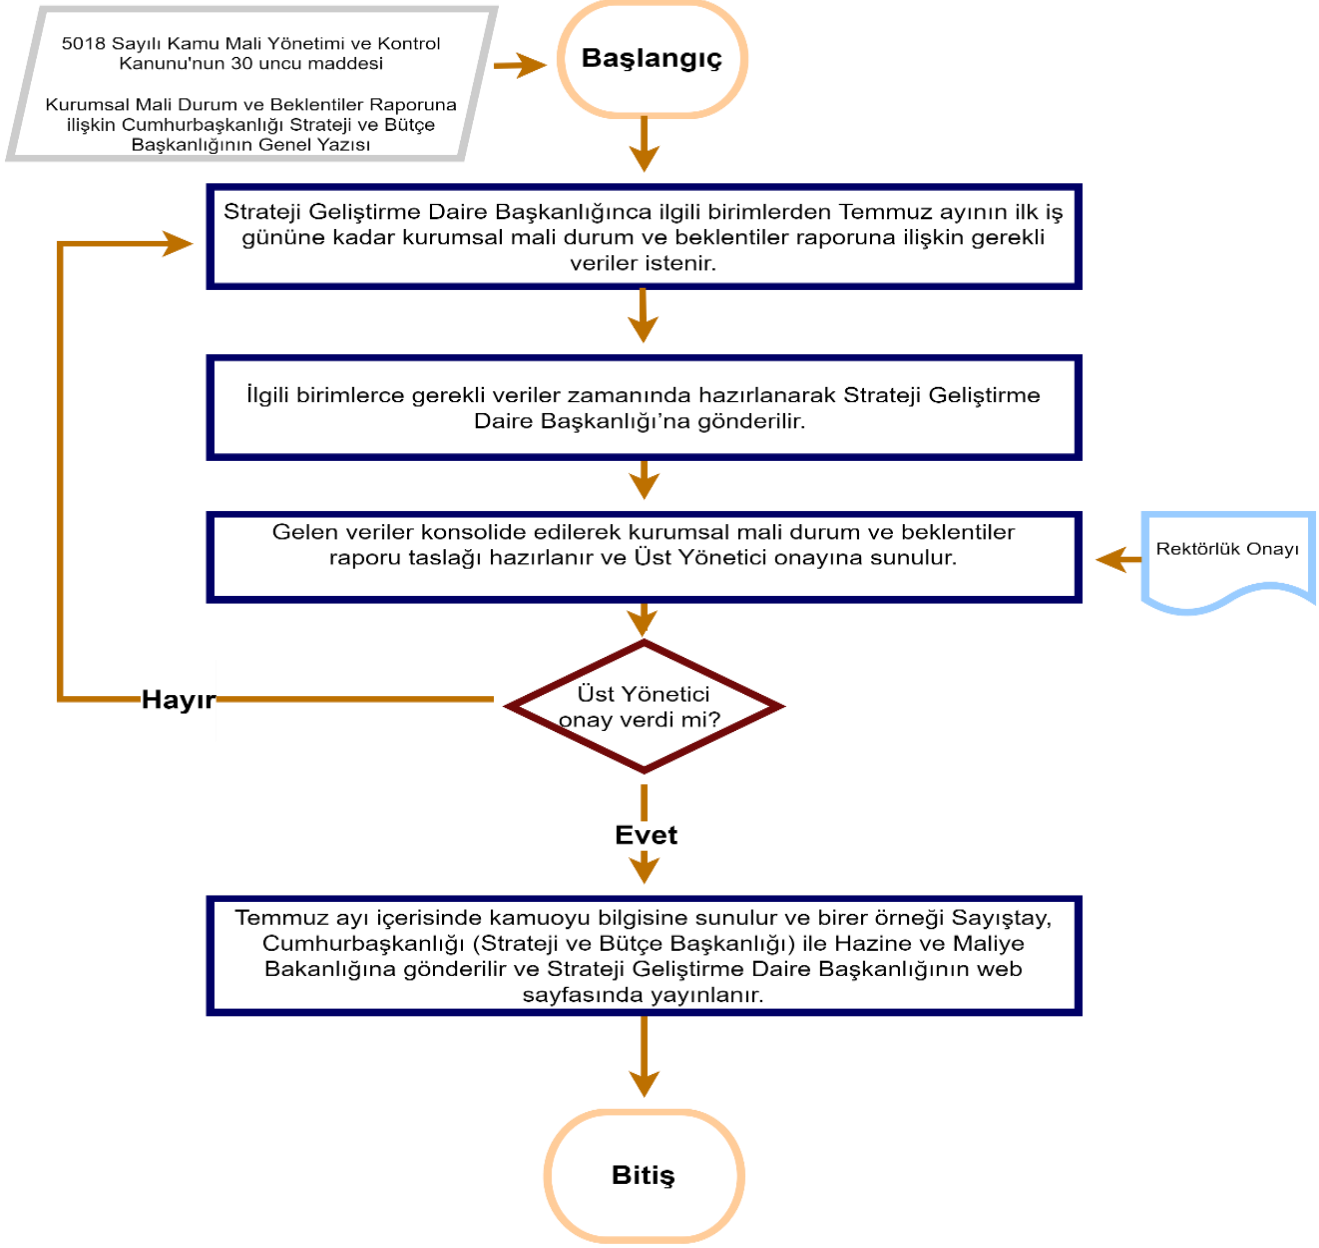 5018 Sayılı Kamu Mali Yönetimi ve Kontrol
Kanunu'nun 30 uncu maddesi
Kurumsal Mali Durum ve Beklentiler Raporuna
ilişkin Cumhurbaşkanlığı Strateji ve Bütçe
Başkanlığının Genel Yazısı
Başlangıç
Strateji Geliştirme Daire Başkanlığınca ilgili birimlerden Temmuz ayının ilk iş
gününe kadar kurumsal mali durum ve beklentiler raporuna ilişkin gerekli
veriler istenir.
İlgili birimlerce gerekli veriler zamanında hazırlanarak Strateji Geliştirme
Daire Başkanlığı’na gönderilir.
Gelen veriler konsolide edilerek kurumsal mali durum ve beklentiler
raporu taslağı hazırlanır ve Üst Yönetici onayına sunulur.
Rektörlük Onayı
Üst Yönetici
onay verdi mi?
Hayır
Evet
Temmuz ayı içerisinde kamuoyu bilgisine sunulur ve birer örneği Sayıştay,
Cumhurbaşkanlığı (Strateji ve Bütçe Başkanlığı) ile Hazine ve Maliye
Bakanlığına gönderilir ve Strateji Geliştirme Daire Başkanlığının web
sayfasında yayınlanır.
Bitiş